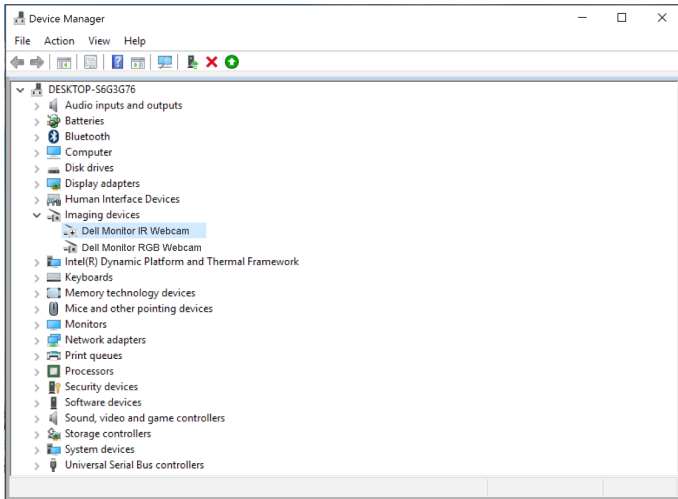 Device Manager
File Action View Help
DESKTOP-S6G3G76
Audio inputs and outputs
Batteries
Bluetooth
Computer
Disk drives
Display adapters
Human Interface Devices
Imaging devices
Dell Monitor IR Webcam
Dell Monitor RGB Webcam
Intel(R) Dynamic Platform and Thermal Framework
Keyboards
Memory technology devices
Mice and other pointing devices
Monitors
Network adapters
Print queues
Processors
Security devices
Software devices
Sound, video and game controllers
Storage controllers
System devices
Universal Serial Bus controllers